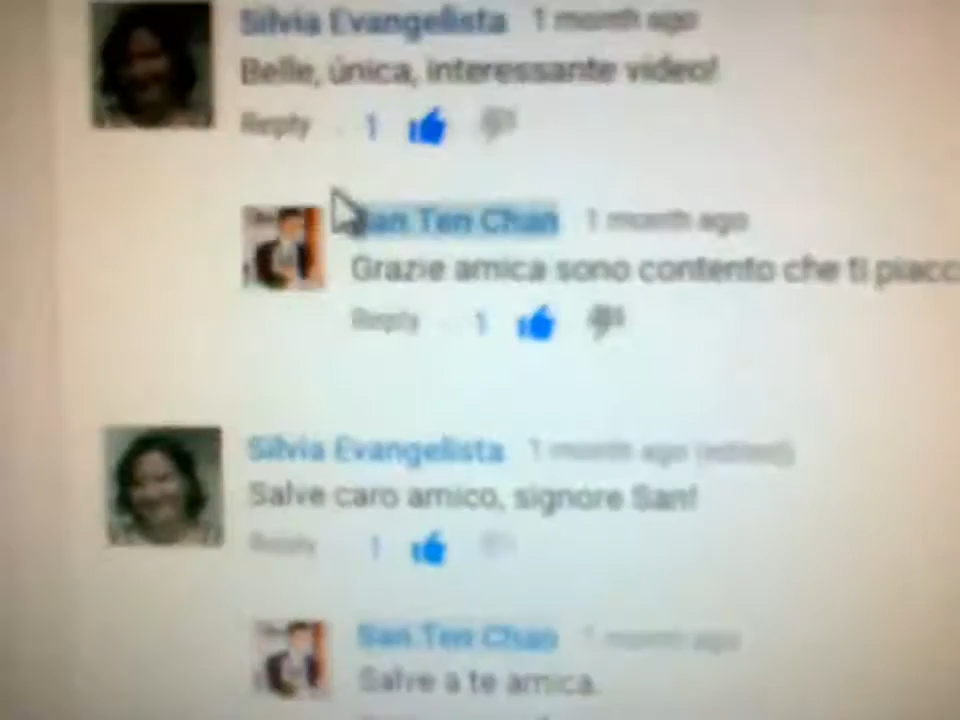 Silvia Evangelista 1 month ago
Belle, única, interessante video!
Reply 1
San Ten Chan 1 month ago
Grazie amica sono contento che ti piacc
Reply 1
Silvia Evangelista 1 month ago (edited)
Salve caro amico, signore San!
Reply 1
San Ten Chan 1 month ago
Salve a te amica.